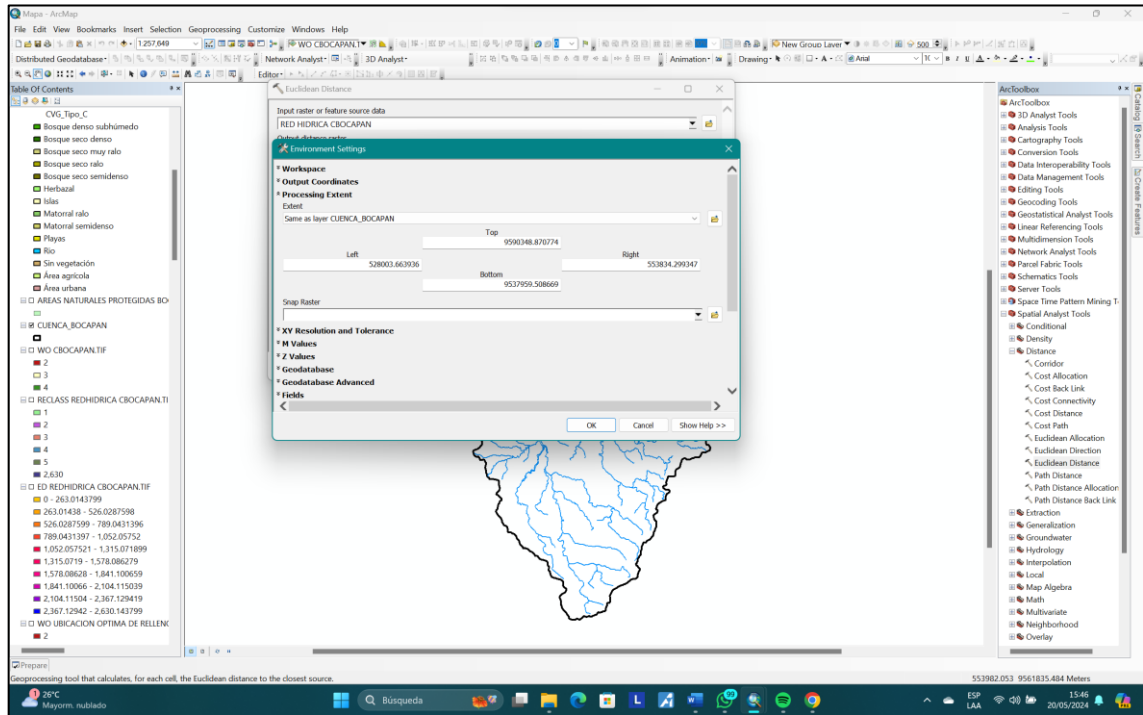 Mapa - ArcMap
File Edit View Bookmarks Insert Selection Geoprocessing Customize Windows Help
1:257,649
WO CBOCAPAN.T
New Group Layer
500
Distributed Geodatabase
Network Analyst
3D Analyst
Animation
Drawing
A
Arial
10
B I U
Editor
Table Of Contents
CVG_Tipo_C
Bosque denso subhúmedo
Bosque seco denso
Bosque seco muy ralo
Bosque seco ralo
Bosque seco semidenso
Herbazal
Islas
Matorral ralo
Matorral semidenso
Playas
Rio
Sin vegetación
Área agrícola
Área urbana
AREAS NATURALES PROTEGIDAS BO
CUENCA_BOCAPAN
WO CBOCAPAN.TIF
2
3
4
RECLASS REDHIDRICA CBOCAPAN.TI
1
2
3
4
5
2,630
ED REDHIDRICA CBOCAPAN.TIF
0 - 263.0143799
263.01438 - 526.0287598
526.0287599 - 789.0431396
789.0431397 - 1,052.05752
1,052.057521 - 1,315.071899
1,315.0719 - 1,578.086279
1,578.08628 - 1,841.100659
1,841.10066 - 2,104.115039
2,104.11504 - 2,367.129419
2,367.12942 - 2,630.143799
WO UBICACION OPTIMA DE RELLENO
2
Euclidean Distance
Input raster or feature source data
RED HIDRICA CBOCAPAN
Output distance raster
Environment Settings
Workspace
Output Coordinates
Processing Extent
Extent
Same as layer CUENCA_BOCAPAN
Top
9590348.870774
Left
Right
528003.663936
553834.299347
Bottom
9537959.508669
Snap Raster
XY Resolution and Tolerance
M Values
Z Values
Geodatabase
Geodatabase Advanced
Fields
OK
Cancel
Show Help >>
ArcToolbox
ArcToolbox
3D Analyst Tools
Analysis Tools
Cartography Tools
Conversion Tools
Data Interoperability Tools
Data Management Tools
Editing Tools
Geocoding Tools
Geostatistical Analyst Tools
Linear Referencing Tools
Multidimension Tools
Network Analyst Tools
Parcel Fabric Tools
Schematics Tools
Server Tools
Space Time Pattern Mining T
Spatial Analyst Tools
Conditional
Density
Distance
Corridor
Cost Allocation
Cost Back Link
Cost Connectivity
Cost Distance
Cost Path
Euclidean Allocation
Euclidean Direction
Euclidean Distance
Path Distance
Path Distance Allocation
Path Distance Back Link
Extraction
Generalization
Groundwater
Hydrology
Interpolation
Local
Map Algebra
Math
Multivariate
Neighborhood
Overlay
Catalog
Search
Create Features
Prepare
Geoprocessing tool that calculates, for each cell, the Euclidean distance to the closest source.
553982.053 9561835.484 Meters
1
26°C
Mayorm. nublado
Búsqueda
L
99
ESP
LAA
15:46
20/05/2024